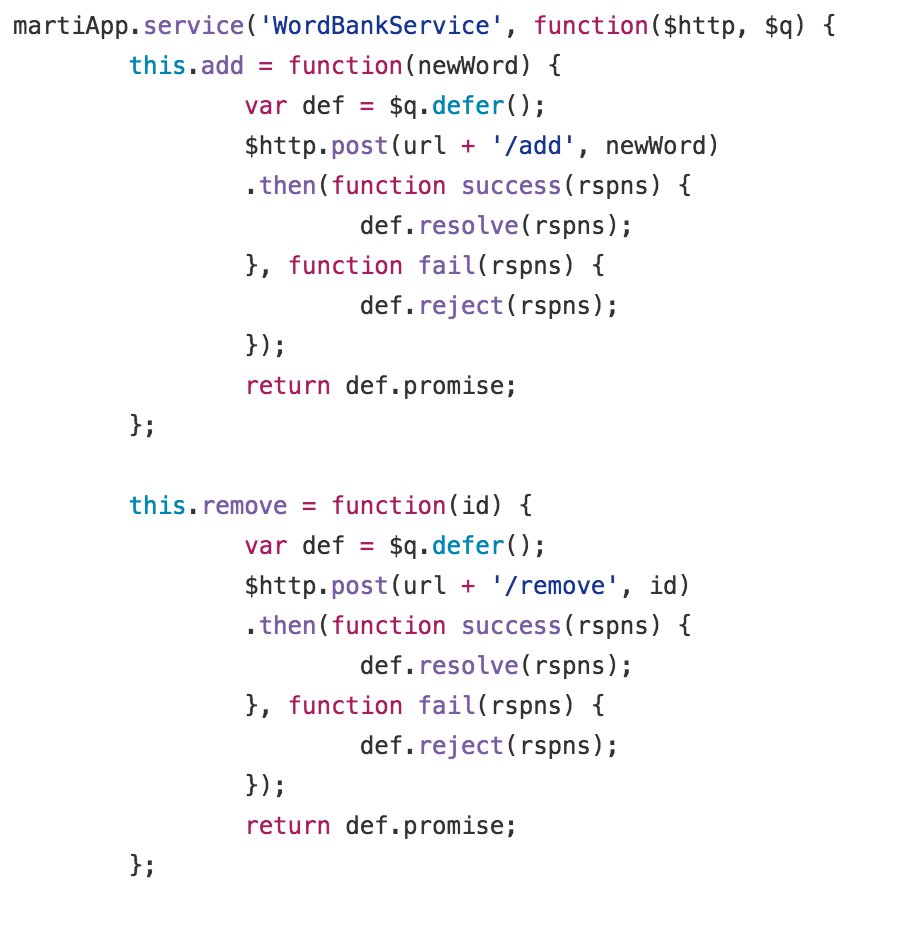 martiApp.service('WordBankService', function($http, $q) {
        this.add = function(newWord) {
                var def = $q.defer();
                $http.post(url + '/add', newWord)
                .then(function success(rspns) {
                        def.resolve(rspns);
                }, function fail(rspns) {
                        def.reject(rspns);
                });
                return def.promise;
        };

        this.remove = function(id) {
                var def = $q.defer();
                $http.post(url + '/remove', id)
                .then(function success(rspns) {
                        def.resolve(rspns);
                }, function fail(rspns) {
                        def.reject(rspns);
                });
                return def.promise;
        };